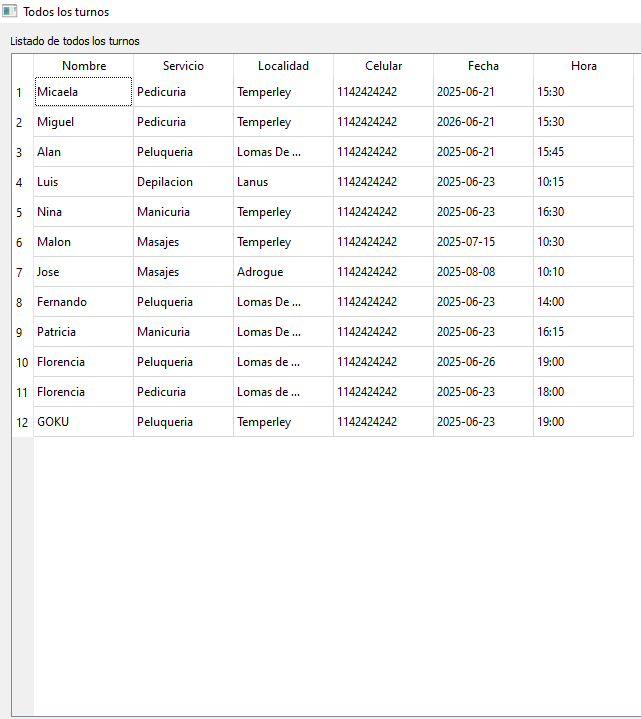 Todos los turnos
Listado de todos los turnos
Nombre Servicio Localidad Celular Fecha Hora
1 Micaela Pedicuria Temperley 1142424242 2025-06-21 15:30
2 Miguel Pedicuria Temperley 1142424242 2026-06-21 15:30
3 Alan Peluqueria Lomas De ... 1142424242 2025-06-21 15:45
4 Luis Depilacion Lanus 1142424242 2025-06-23 10:15
5 Nina Manicuria Temperley 1142424242 2025-06-23 16:30
6 Malon Masajes Temperley 1142424242 2025-07-15 10:30
7 Jose Masajes Adrogue 1142424242 2025-08-08 10:10
8 Fernando Peluqueria Lomas De ... 1142424242 2025-06-23 14:00
9 Patricia Manicuria Lomas De ... 1142424242 2025-06-23 16:15
10 Florencia Peluqueria Lomas de ... 1142424242 2025-06-26 19:00
11 Florencia Pedicuria Lomas de ... 1142424242 2025-06-23 18:00
12 GOKU Peluqueria Temperley 1142424242 2025-06-23 19:00